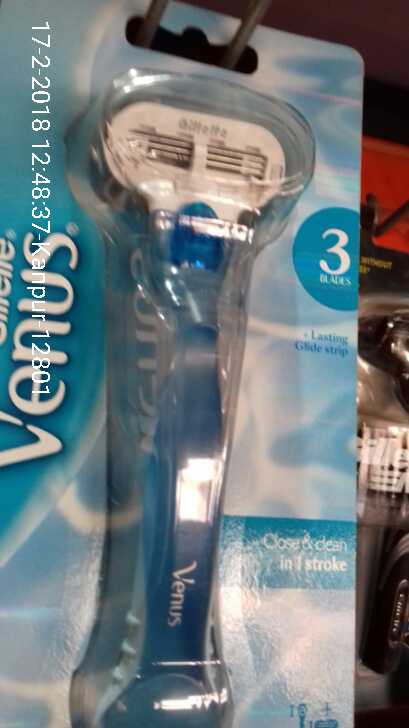 17-2-2018 12:48:37-Kanpur-12801
Gillette
Venus
Gillette
3
BLADES
+ Lasting
Glide strip
Close & clean
in 1 stroke
Venus
WITHOUT